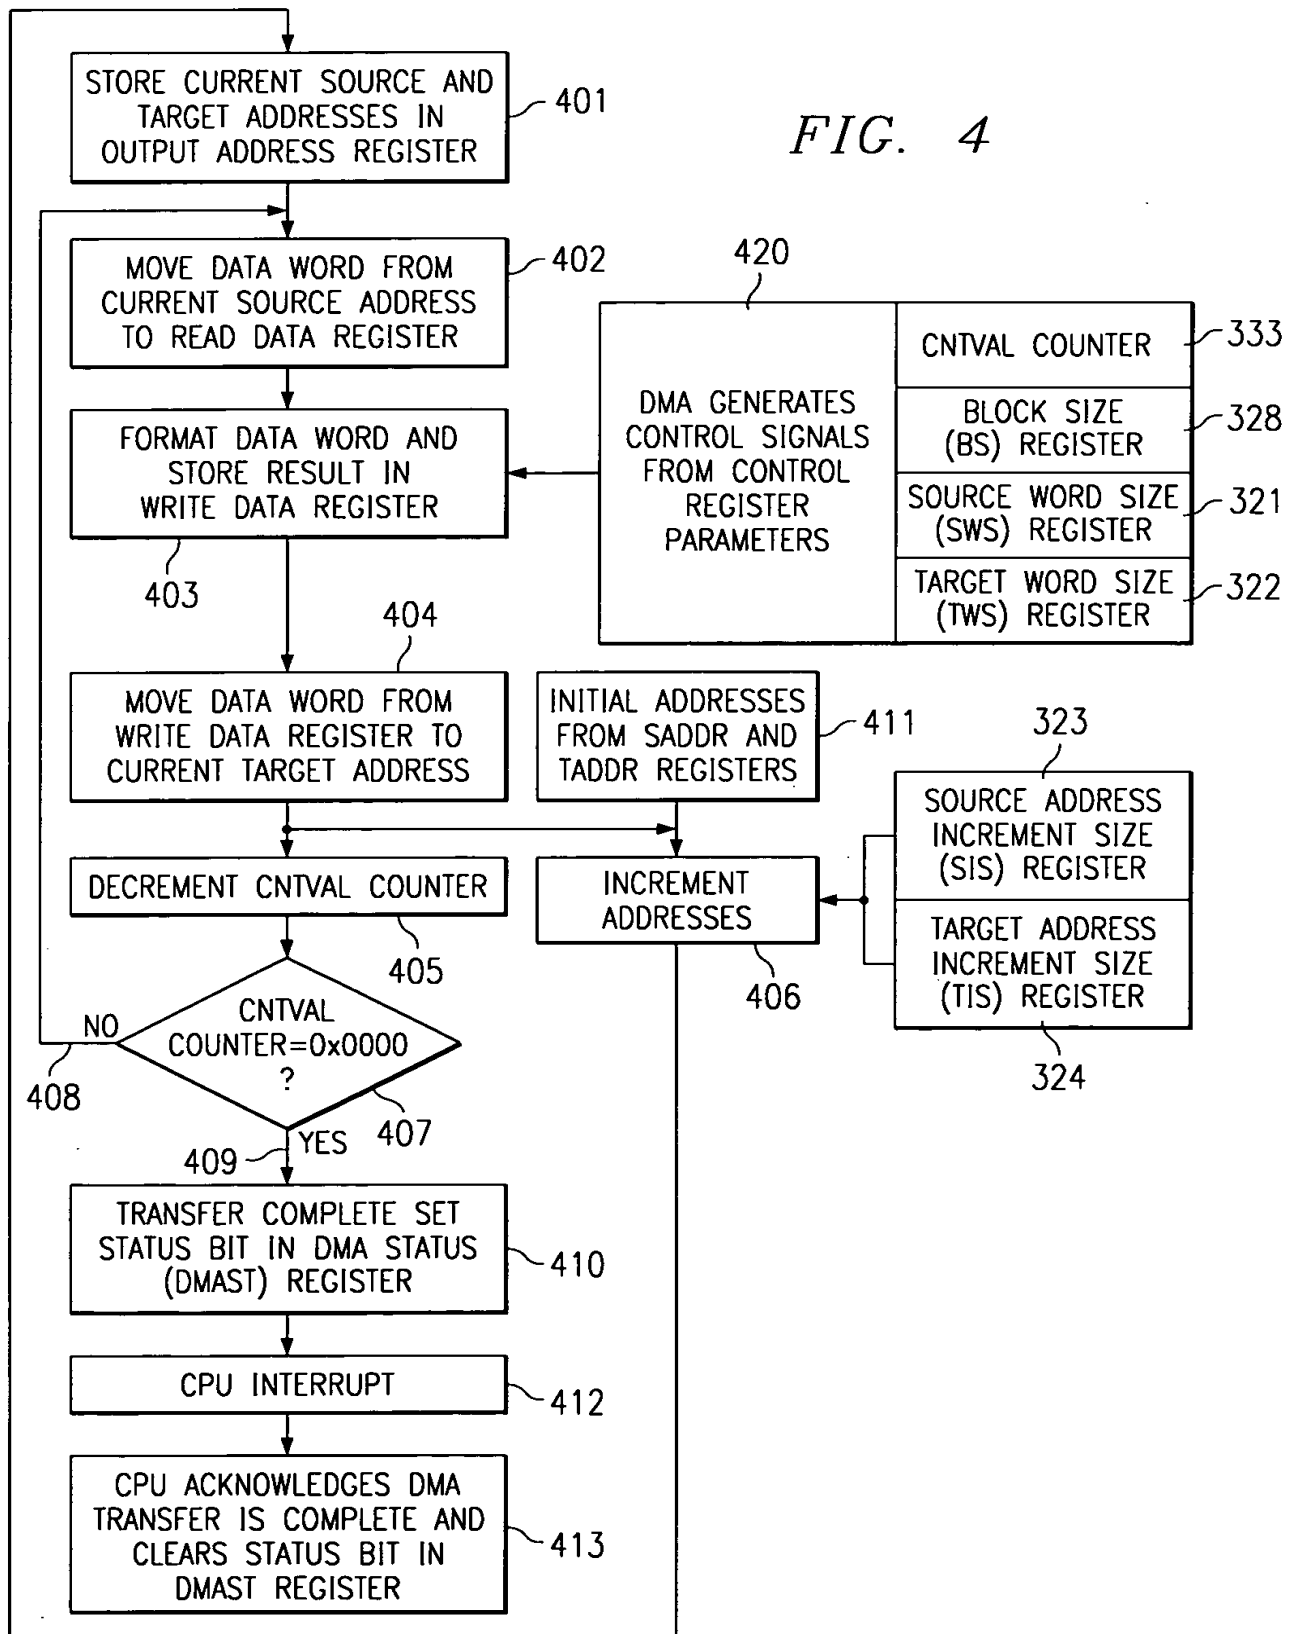 STORE CURRENT SOURCE AND
TARGET ADDRESSES IN
OUTPUT ADDRESS REGISTER
401
FIG. 4
MOVE DATA WORD FROM
CURRENT SOURCE ADDRESS
TO READ DATA REGISTER
402
420
DMA GENERATES
CONTROL SIGNALS
FROM CONTROL
REGISTER
PARAMETERS
CNTVAL COUNTER
333
BLOCK SIZE
(BS) REGISTER
328
SOURCE WORD SIZE
(SWS) REGISTER
321
TARGET WORD SIZE
(TWS) REGISTER
322
FORMAT DATA WORD AND
STORE RESULT IN
WRITE DATA REGISTER
403
404
MOVE DATA WORD FROM
WRITE DATA REGISTER TO
CURRENT TARGET ADDRESS
INITIAL ADDRESSES
FROM SADDR AND
TADDR REGISTERS
411
323
SOURCE ADDRESS
INCREMENT SIZE
(SIS) REGISTER
TARGET ADDRESS
INCREMENT SIZE
(TIS) REGISTER
324
DECREMENT CNTVAL COUNTER
405
INCREMENT
ADDRESSES
406
CNTVAL
COUNTER=0x0000
?
407
NO
408
YES
409
TRANSFER COMPLETE SET
STATUS BIT IN DMA STATUS
(DMAST) REGISTER
410
CPU INTERRUPT
412
CPU ACKNOWLEDGES DMA
TRANSFER IS COMPLETE AND
CLEARS STATUS BIT IN
DMAST REGISTER
413